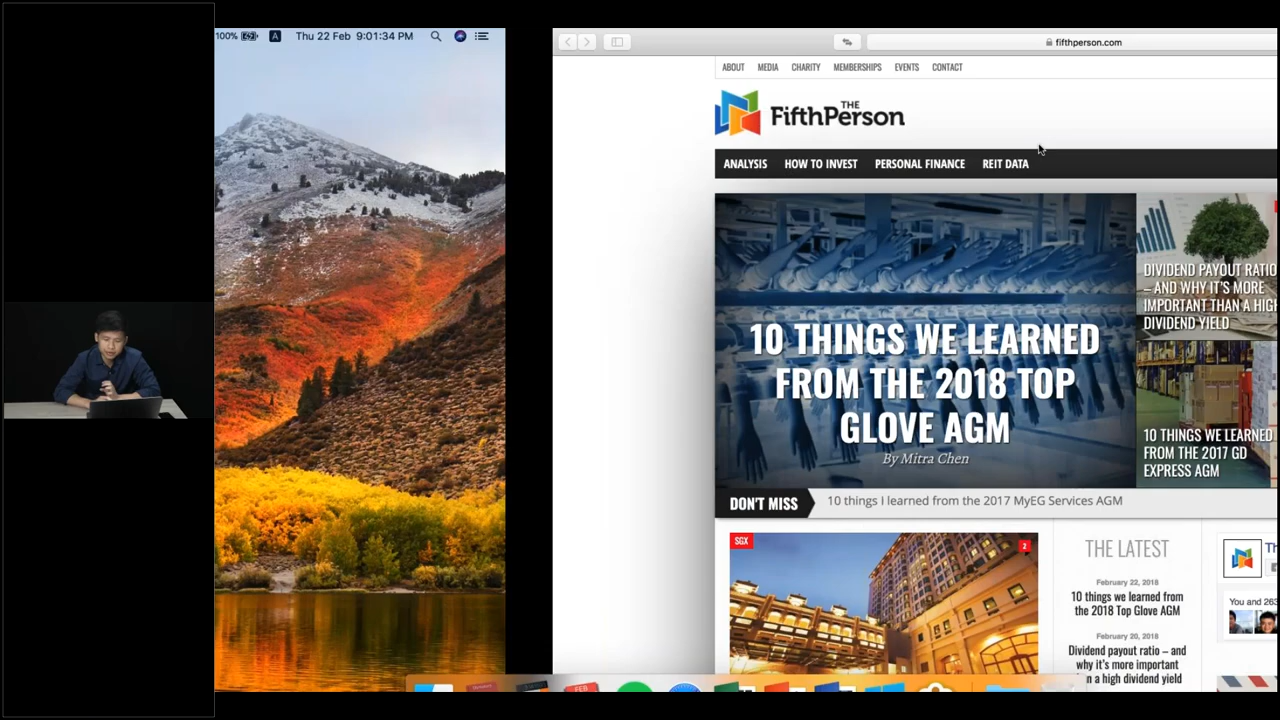 100% Thu 22 Feb 9:01:34 PM
fifthperson.com
ABOUT MEDIA CHARITY MEMBERSHIPS EVENTS CONTACT
THE
FifthPerson
ANALYSIS HOW TO INVEST PERSONAL FINANCE REIT DATA
10 THINGS WE LEARNED
FROM THE 2018 TOP
GLOVE AGM
By Mitra Chen
DIVIDEND PAYOUT RATIO
– AND WHY IT'S MORE
IMPORTANT THAN A HIGH
DIVIDEND YIELD
10 THINGS WE LEARNED
FROM THE 2017 GD
EXPRESS AGM
DON'T MISS
10 things I learned from the 2017 MyEG Services AGM
SGX
2
THE LATEST
February 22, 2018
10 things we learned from
the 2018 Top Glove AGM
February 20, 2018
Dividend payout ratio – and
why it's more important
than a high dividend yield
You and 263
FEB